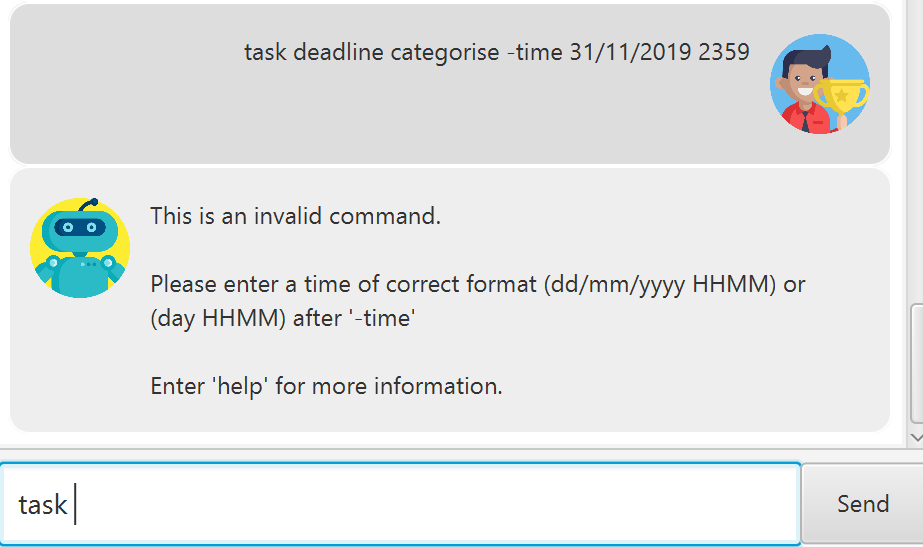 task deadline categorise -time 31/11/2019 2359
This is an invalid command.
Please enter a time of correct format (dd/mm/yyyy HHMM) or
(day HHMM) after '-time'
Enter 'help' for more information.
task
Send